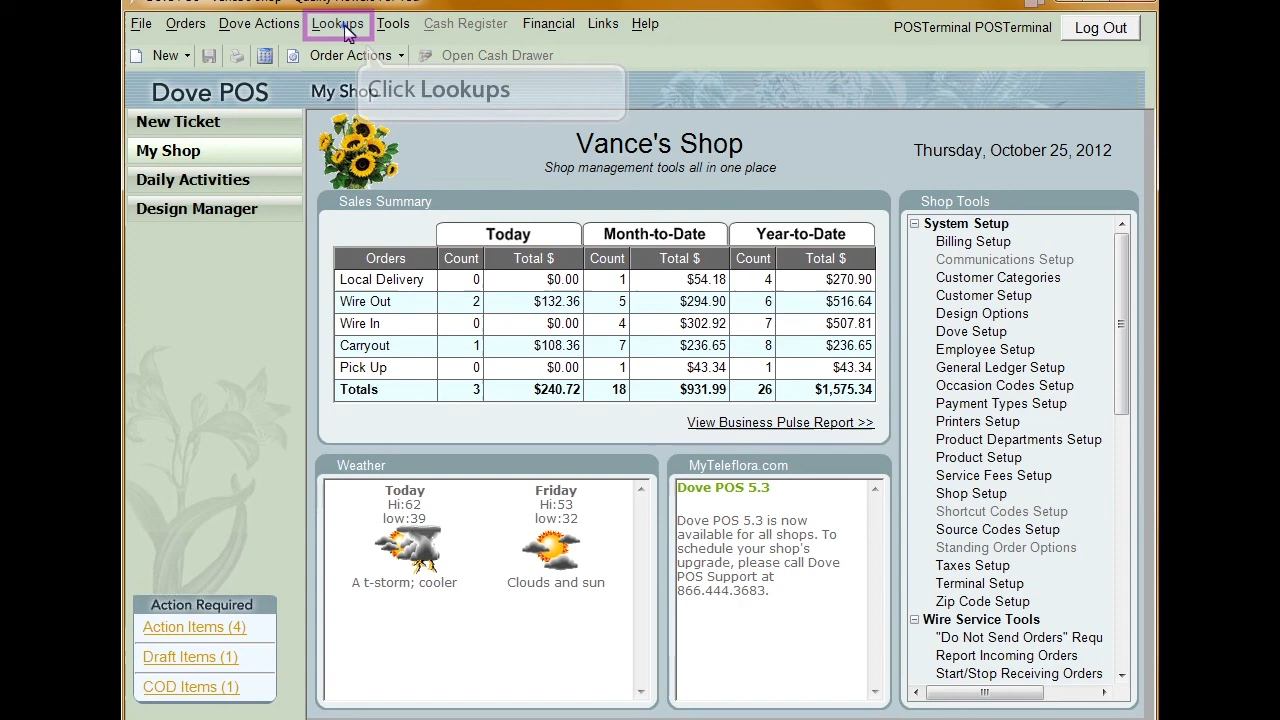 File Orders Dove Actions Lookups Tools Cash Register Financial Links Help
POSTerminal POSTerminal Log Out
New Order Actions Open Cash Drawer
Click Lookups
Dove POS My Shop
New Ticket
My Shop
Daily Activities
Design Manager
Vance's Shop
Shop management tools all in one place
Thursday, October 25, 2012
Sales Summary
Today Month-to-Date Year-to-Date
Orders Count Total $ Count Total $ Count Total $
Local Delivery 0 $0.00 1 $54.18 4 $270.90
Wire Out 2 $132.36 5 $294.90 6 $516.64
Wire In 0 $0.00 4 $302.92 7 $507.81
Carryout 1 $108.36 7 $236.65 8 $236.65
Pick Up 0 $0.00 1 $43.34 1 $43.34
Totals 3 $240.72 18 $931.99 26 $1,575.34
View Business Pulse Report >>
Shop Tools
System Setup
Billing Setup
Communications Setup
Customer Categories
Customer Setup
Design Options
Dove Setup
Employee Setup
General Ledger Setup
Occasion Codes Setup
Payment Types Setup
Printers Setup
Product Departments Setup
Product Setup
Service Fees Setup
Shop Setup
Shortcut Codes Setup
Source Codes Setup
Standing Order Options
Taxes Setup
Terminal Setup
Zip Code Setup
Wire Service Tools
"Do Not Send Orders" Requ
Report Incoming Orders
Start/Stop Receiving Orders
Weather
Today Friday
Hi:62 Hi:53
low:39 low:32
A t-storm; cooler Clouds and sun
MyTeleflora.com
Dove POS 5.3
Dove POS 5.3 is now
available for all shops. To
schedule your shop's
upgrade, please call Dove
POS Support at
866.444.3683.
Action Required
Action Items (4)
Draft Items (1)
COD Items (1)